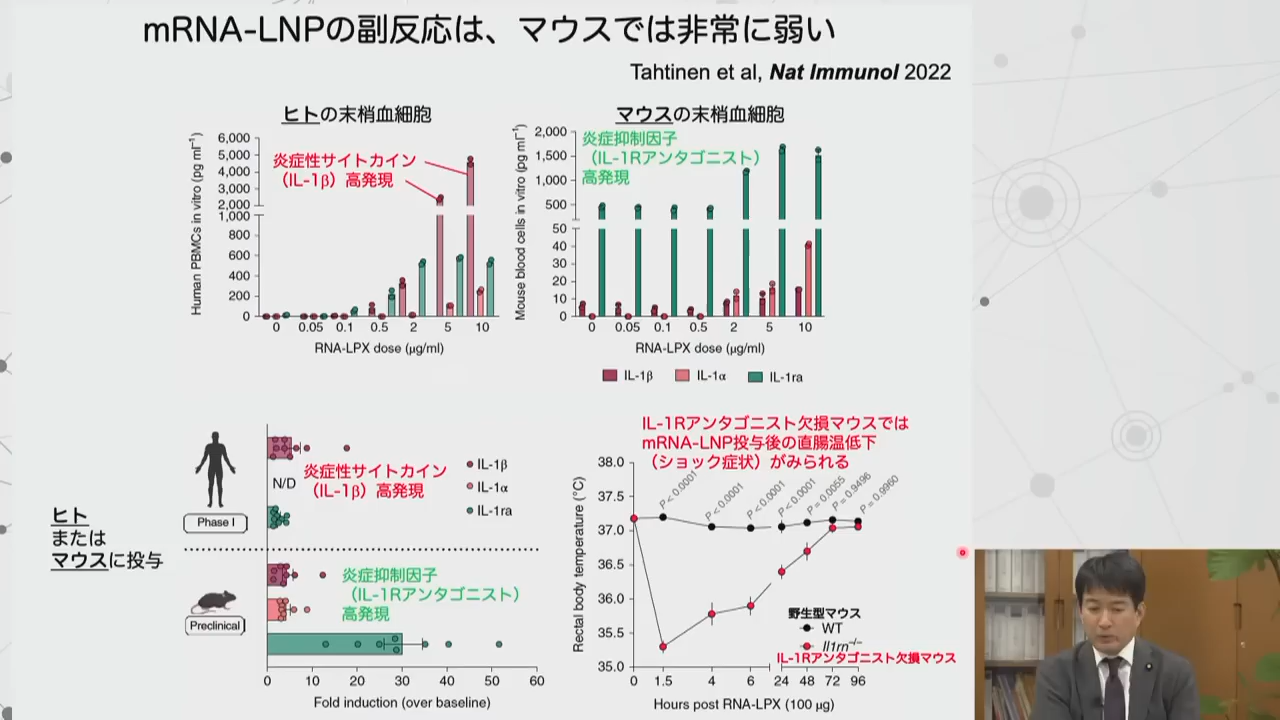 mRNA-LNPの副反応は、マウスでは非常に弱い
Tahtinen et al, Nat Immunol 2022
ヒトの末梢血細胞
Human PBMCs in vitro (pg ml⁻¹)
6,000
5,000
4,000
3,000
2,000
1,000
800
600
400
200
0
炎症性サイトカイン
（IL-1β）高発現
0 0.05 0.1 0.5 2 5 10
RNA-LPX dose (μg/ml)
マウスの末梢血細胞
Mouse blood cells in vitro (pg ml⁻¹)
2,000
1,500
1,000
500
50
40
30
20
10
0
炎症抑制因子
（IL-1Rアンタゴニスト）
高発現
0 0.05 0.1 0.5 2 5 10
RNA-LPX dose (μg/ml)
IL-1β IL-1α IL-1ra
ヒト
または
マウスに投与
Phase I
Preclinical
N/D
炎症性サイトカイン
（IL-1β）高発現
IL-1β
IL-1α
IL-1ra
炎症抑制因子
（IL-1Rアンタゴニスト）
高発現
0 10 20 30 40 50 60
Fold induction (over baseline)
IL-1Rアンタゴニスト欠損マウスでは
mRNA-LNP投与後の直腸温低下
（ショック症状）がみられる
Rectal body temperature (°C)
38.0
37.5
37.0
36.5
36.0
35.5
35.0
P < 0.0001
P < 0.0001
P < 0.0001
P < 0.0001
P = 0.0055
P = 0.9496
P = 0.9960
野生型マウス
WT
Il1rn⁻/⁻
IL-1Rアンタゴニスト欠損マウス
0 1.5 4 6 24 48 72 96
Hours post RNA-LPX (100 μg)